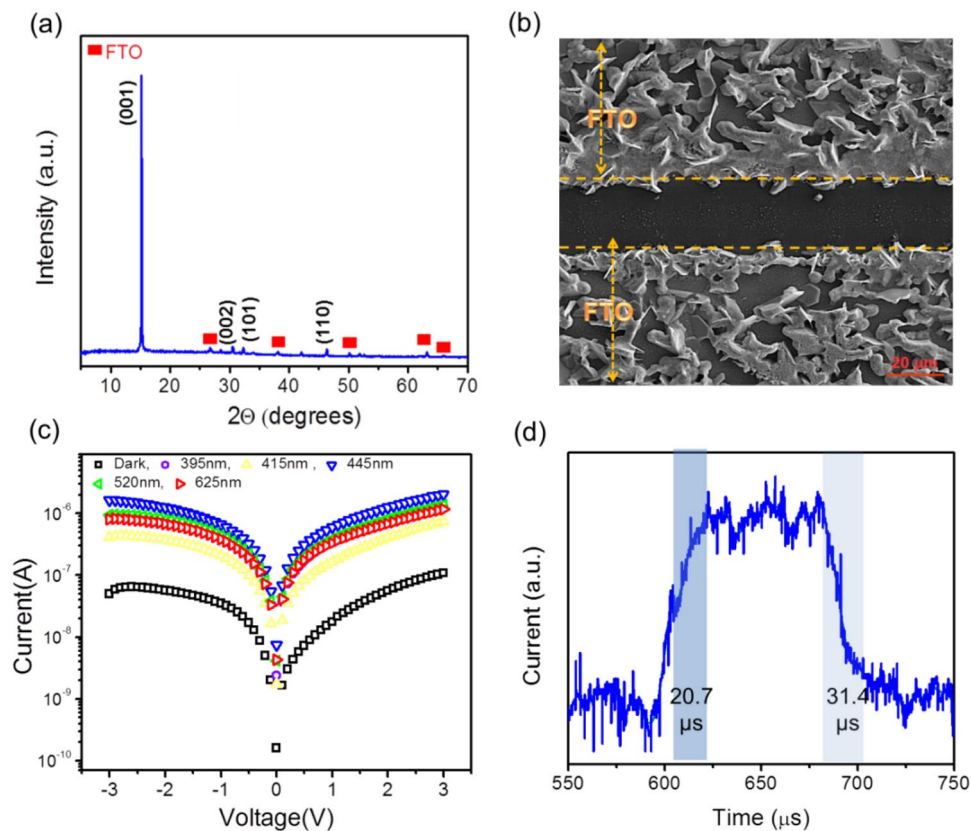 (a)
FTO
(001)
(002)
(101)
(110)
Intensity (a.u.)
10 20 30 40 50 60 70
2Θ (degrees)
(b)
FTO
FTO
20 μm
(c)
Dark, 395nm, 415nm , 445nm
520nm, 625nm
Current(A)
10⁻⁶
10⁻⁷
10⁻⁸
10⁻⁹
10⁻¹⁰
-3 -2 -1 0 1 2 3
Voltage(V)
(d)
Current (a.u.)
20.7
μs
31.4
μs
550 600 650 700 750
Time (μs)